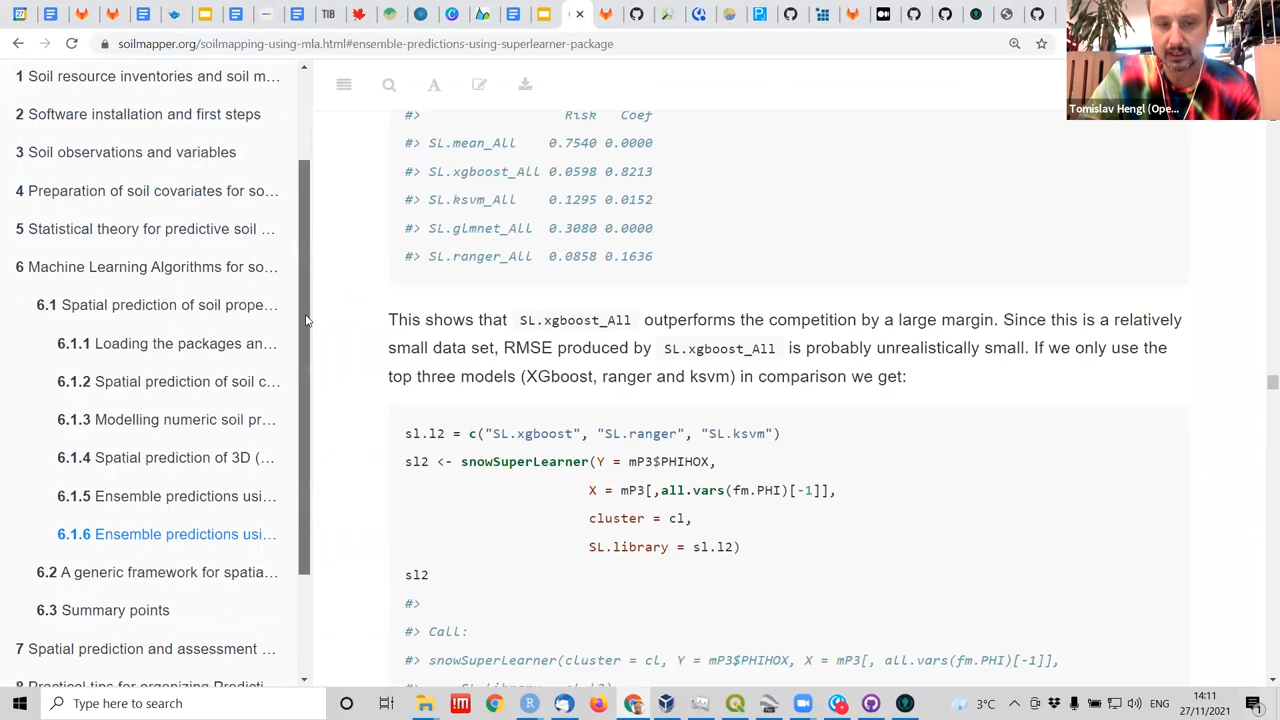 27
TIB
soilmapper.org/soilmapping-using-mla.html#ensemble-predictions-using-superlearner-package
Tomislav Hengl (Ope...
1 Soil resource inventories and soil m...
2 Software installation and first steps
3 Soil observations and variables
4 Preparation of soil covariates for so...
5 Statistical theory for predictive soil ...
6 Machine Learning Algorithms for so...
6.1 Spatial prediction of soil prope...
6.1.1 Loading the packages an...
6.1.2 Spatial prediction of soil c...
6.1.3 Modelling numeric soil pr...
6.1.4 Spatial prediction of 3D (...
6.1.5 Ensemble predictions usi...
6.1.6 Ensemble predictions usi...
6.2 A generic framework for spatia...
6.3 Summary points
7 Spatial prediction and assessment ...
8 Practical tips for organizing Predicti...
#> Risk Coef
#> SL.mean_All 0.7540 0.0000
#> SL.xgboost_All 0.0598 0.8213
#> SL.ksvm_All 0.1295 0.0152
#> SL.glmnet_All 0.3080 0.0000
#> SL.ranger_All 0.0858 0.1636
This shows that SL.xgboost_All outperforms the competition by a large margin. Since this is a relatively
small data set, RMSE produced by SL.xgboost_All is probably unrealistically small. If we only use the
top three models (XGboost, ranger and ksvm) in comparison we get:
sl.l2 = c("SL.xgboost", "SL.ranger", "SL.ksvm")
sl2 <- snowSuperLearner(Y = mP3$PHIHOX,
X = mP3[,all.vars(fm.PHI)[-1]],
cluster = cl,
SL.library = sl.l2)
sl2
#>
#> Call:
#> snowSuperLearner(cluster = cl, Y = mP3$PHIHOX, X = mP3[, all.vars(fm.PHI)[-1]],
#> SL.library = sl.l2)
Type here to search
3°C
ENG
14:11
27/11/2021